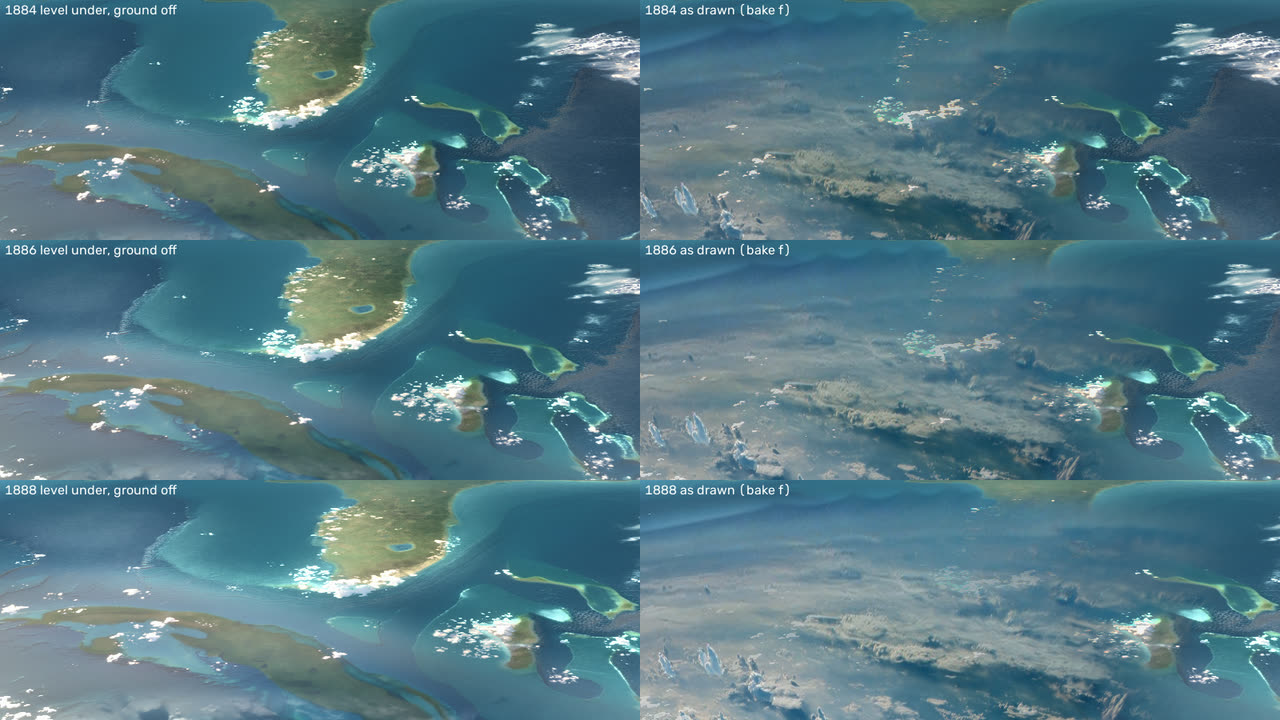 1884 level under, ground off
1884 as drawn (bake f)
1886 level under, ground off
1886 as drawn (bake f)
1888 level under, ground off
1888 as drawn (bake f)